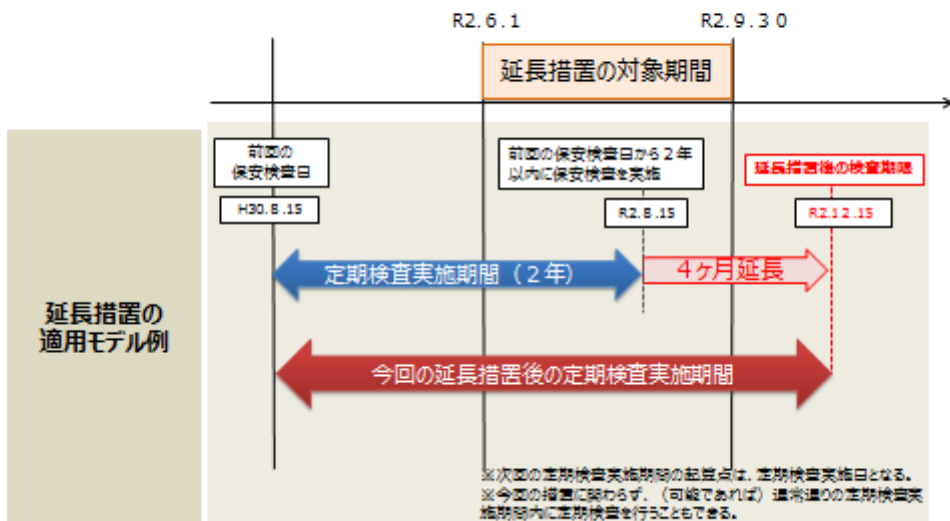 R2.6.1
R2.9.30
延長措置の対象期間
前回の
保安検査日
H30.8.15
前回の保安検査日から２年
以内に保安検査を実施
R2.8.15
延長措置後の検査期限
R2.12.15
定期検査実施期間（２年）
４ヶ月延長
延長措置の
適用モデル例
今回の延長措置後の定期検査実施期間
※次回の定期検査実施期間の起算点は、定期検査実施日となる。
※今回の措置に関わらず、（可能であれば）通常通りの定期検査実
施期間内に定期検査を行うこともできる。